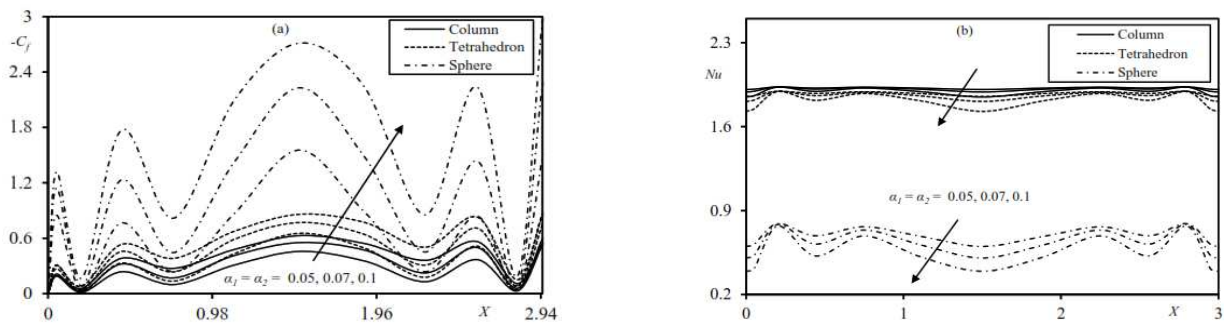 (a)
3
-Cf
2.4
1.8
1.2
0.6
0
Column
Tetrahedron
Sphere
α1 = α2 = 0.05, 0.07, 0.1
0 0.98 1.96 X 2.94
(b)
2.3
Nu
1.6
0.9
0.2
Column
Tetrahedron
Sphere
α1 = α2 = 0.05, 0.07, 0.1
0 1 2 X 3